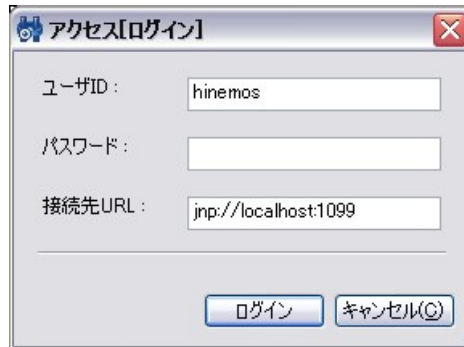 アクセス[ログイン]
ユーザID :
hinemos
パスワード :
接続先URL :
jnp://localhost:1099
ログイン
キャンセル(C)